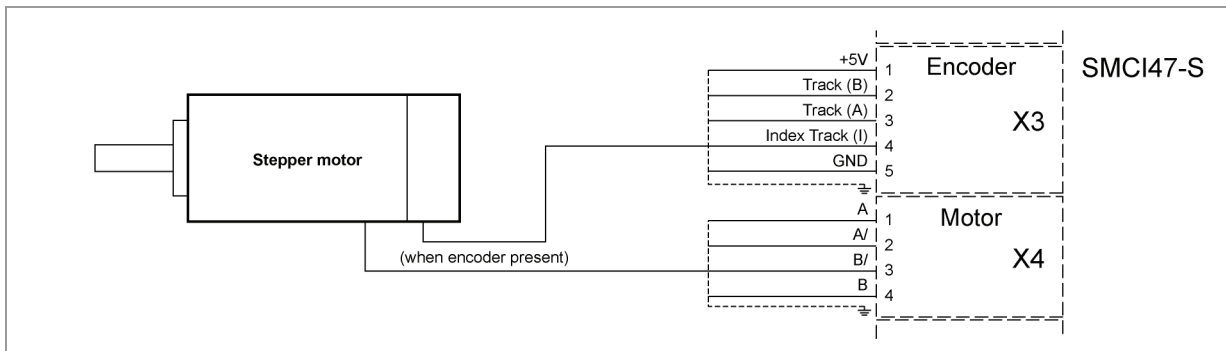 +5V 1 Encoder SMCI47-S
Track (B) 2
Track (A) 3 X3
Index Track (I) 4
GND 5
Stepper motor
A 1 Motor
A/ 2
B/ 3 X4
B 4
(when encoder present)